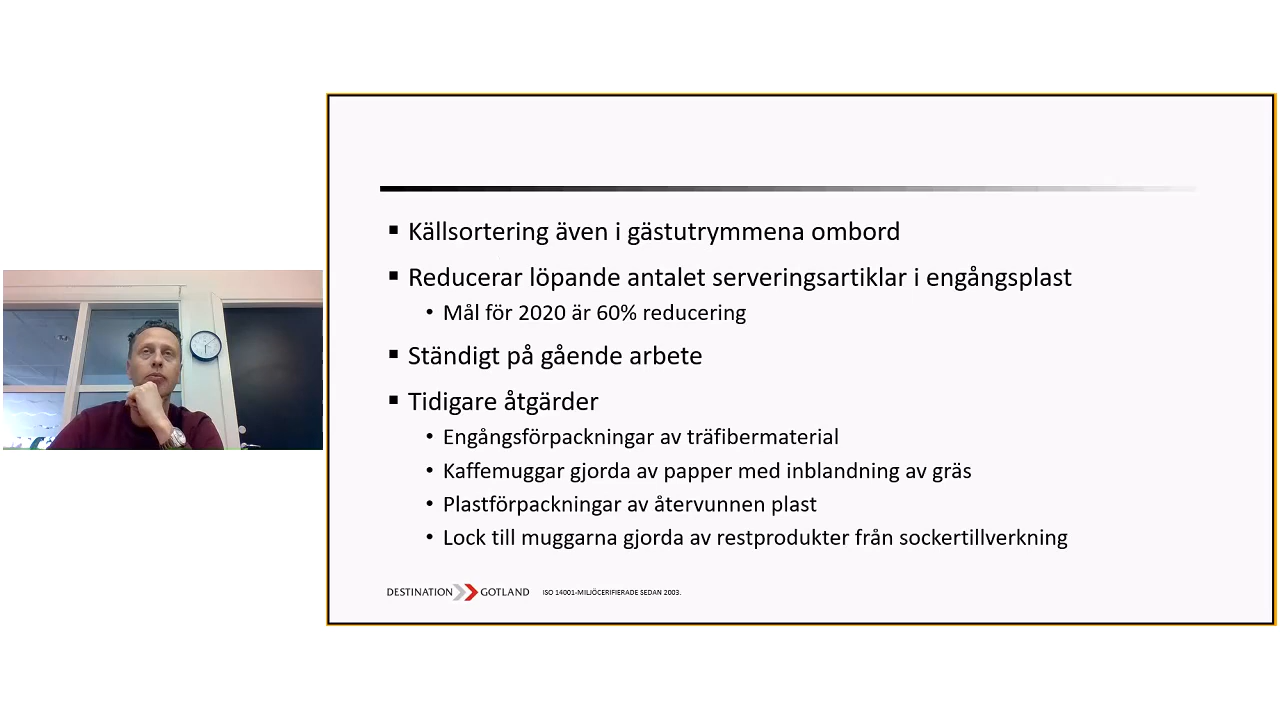 Källsortering även i gästutrymmena ombord
Reducerar löpande antalet serveringsartiklar i engångsplast
Mål för 2020 är 60% reducering
Ständigt på gående arbete
Tidigare åtgärder
Engångsförpackningar av träfibermaterial
Kaffemuggar gjorda av papper med inblandning av gräs
Plastförpackningar av återvunnen plast
Lock till muggarna gjorda av restprodukter från sockertillverkning
DESTINATION GOTLAND ISO 14001-MILJÖCERIFIERADE SEDAN 2003.